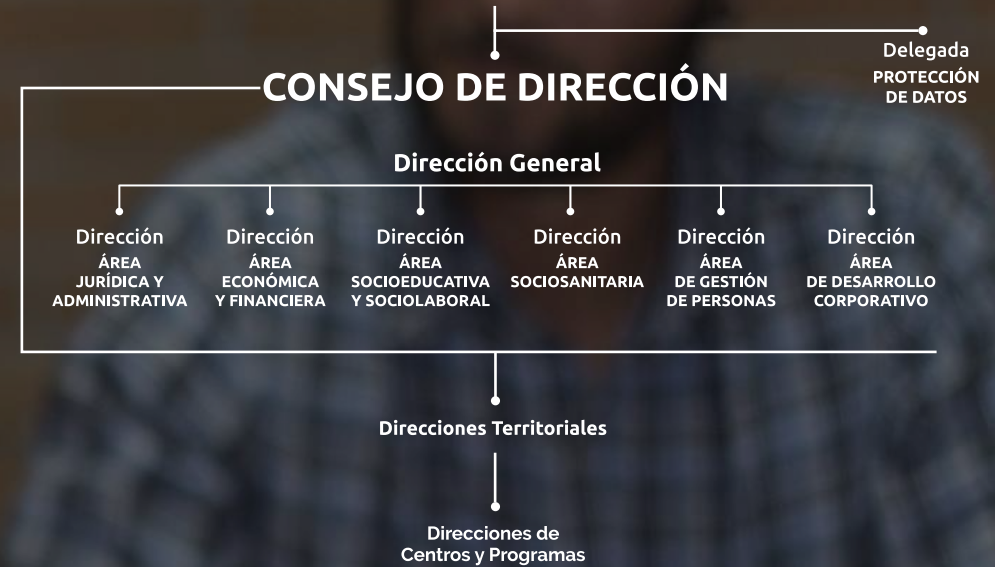 Delegada
PROTECCIÓN
DE DATOS
CONSEJO DE DIRECCIÓN
Dirección General
Dirección
ÁREA
JURÍDICA Y
ADMINISTRATIVA
Dirección
ÁREA
ECONÓMICA
Y FINANCIERA
Dirección
ÁREA
SOCIOEDUCATIVA
Y SOCIOLABORAL
Dirección
ÁREA
SOCIOSANITARIA
Dirección
ÁREA
DE GESTIÓN
DE PERSONAS
Dirección
ÁREA
DE DESARROLLO
CORPORATIVO
Direcciones Territoriales
Direcciones de
Centros y Programas